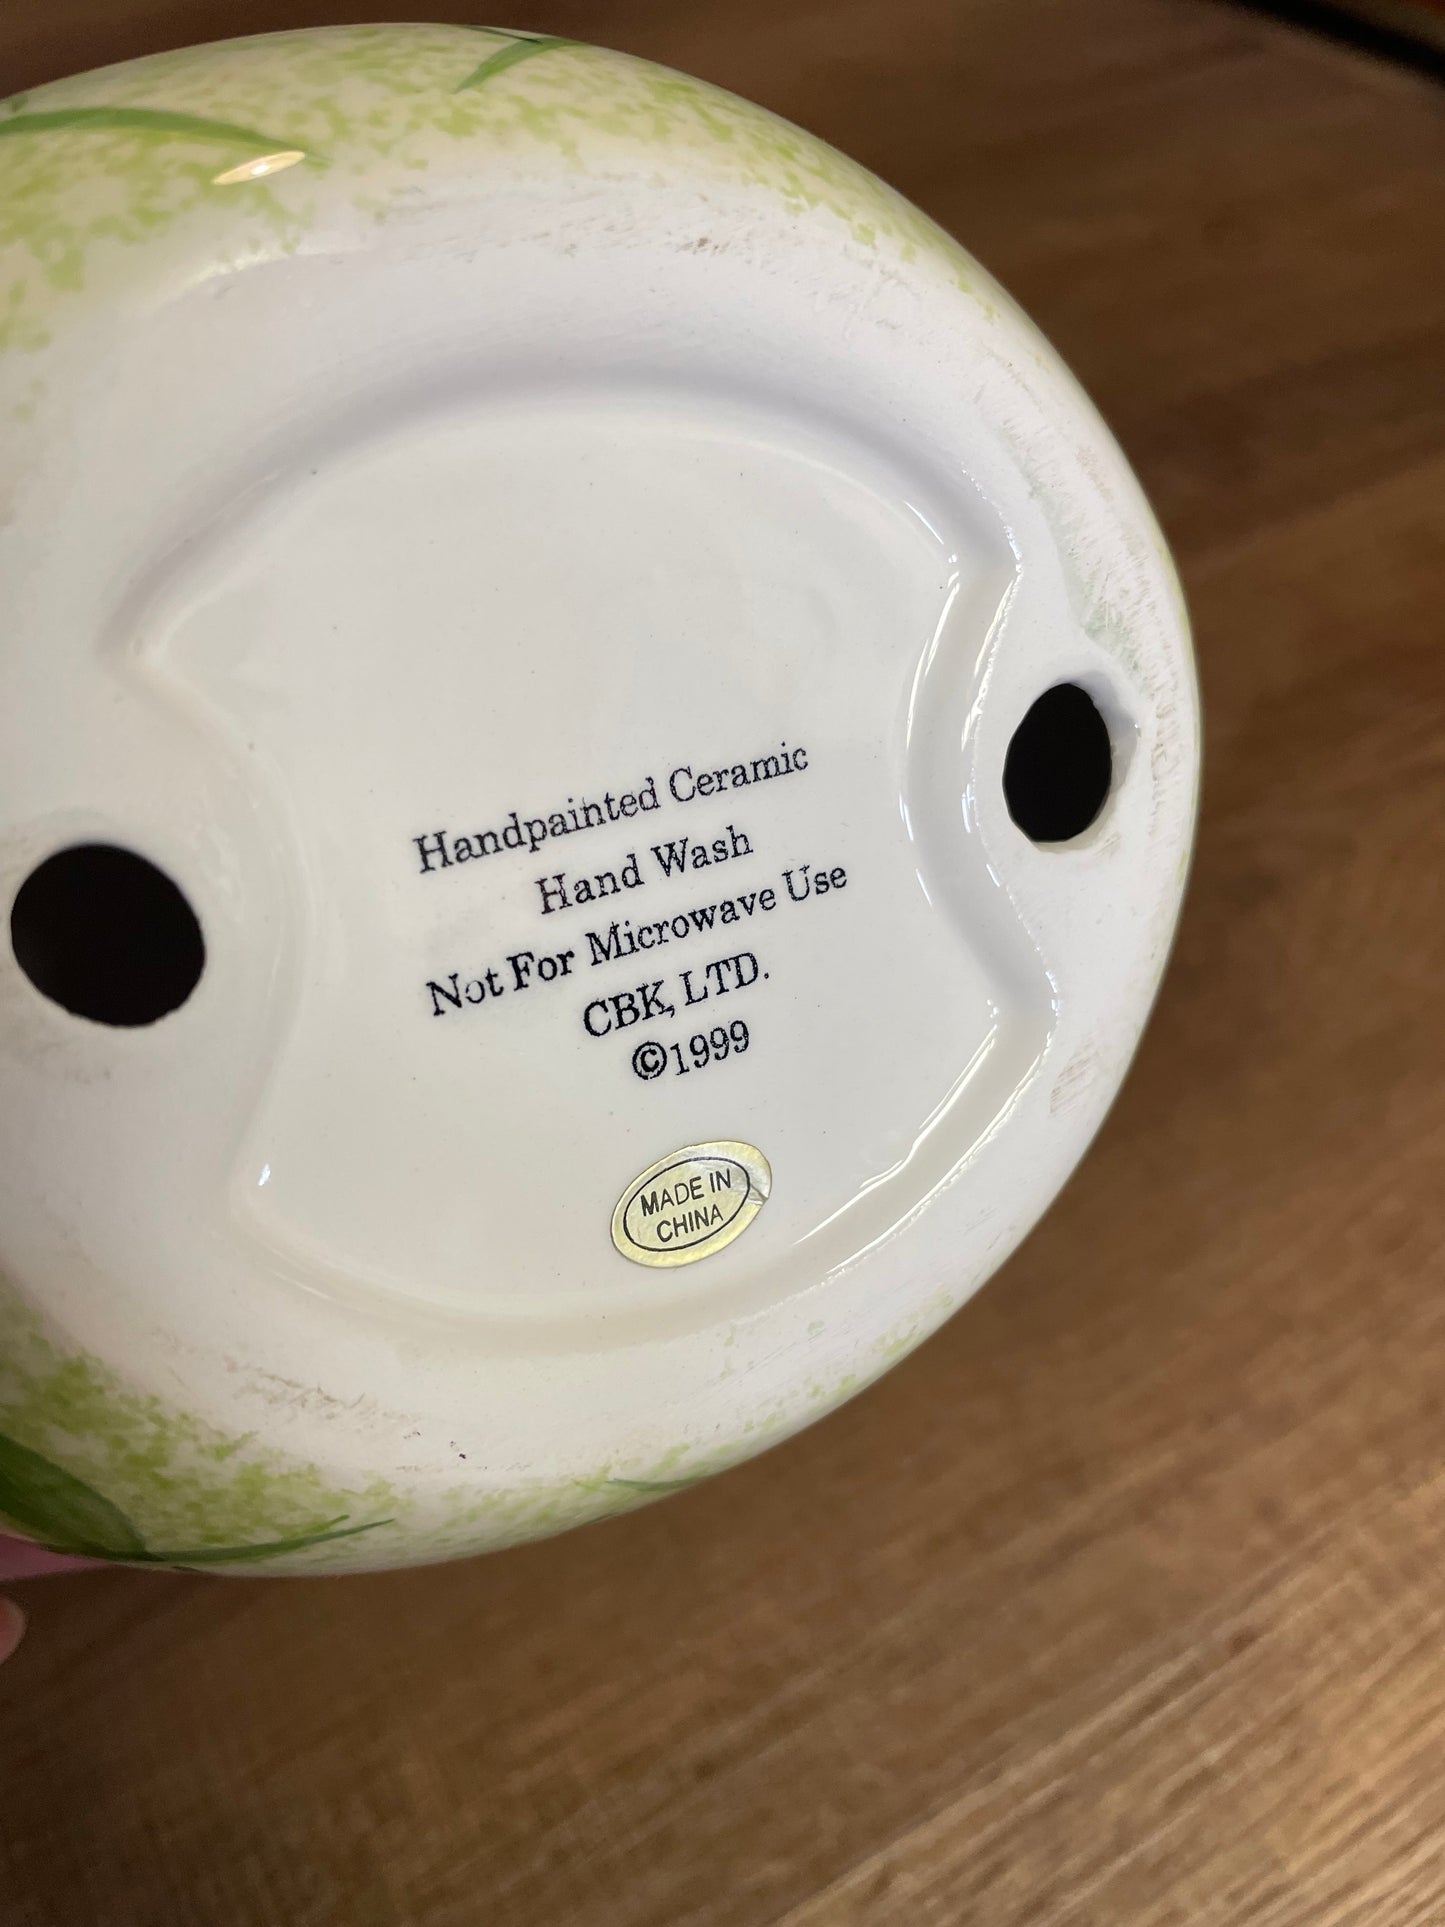 Handpainted Ceramic
Hand Wash
Not For Microwave Use
CBK, LTD.
©1999
MADE IN
CHINA